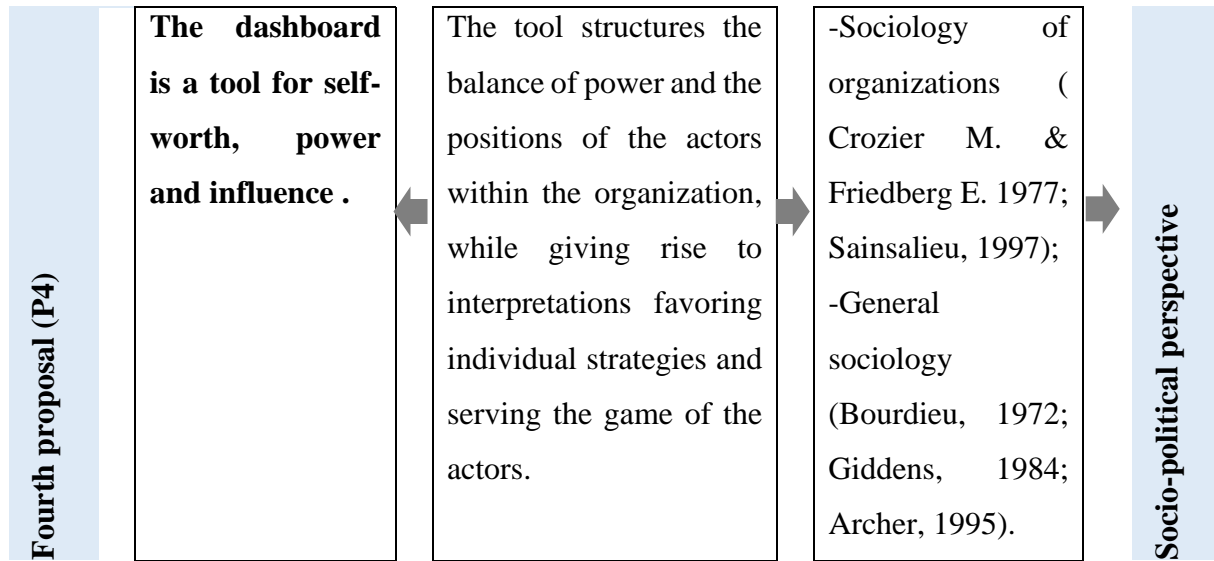 Fourth proposal (P4)
The dashboard
is a tool for self-
worth, power
and influence .
The tool structures the
balance of power and the
positions of the actors
within the organization,
while giving rise to
interpretations favoring
individual strategies and
serving the game of the
actors.
-Sociology of
organizations (
Crozier M. &
Friedberg E. 1977;
Sainsalieu, 1997);
-General
sociology
(Bourdieu, 1972;
Giddens, 1984;
Archer, 1995).
Socio-political perspective